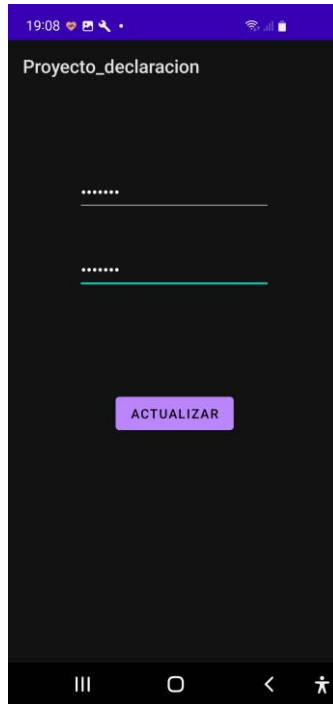 19:08
Proyecto_declaracion
•••••••
•••••••
ACTUALIZAR